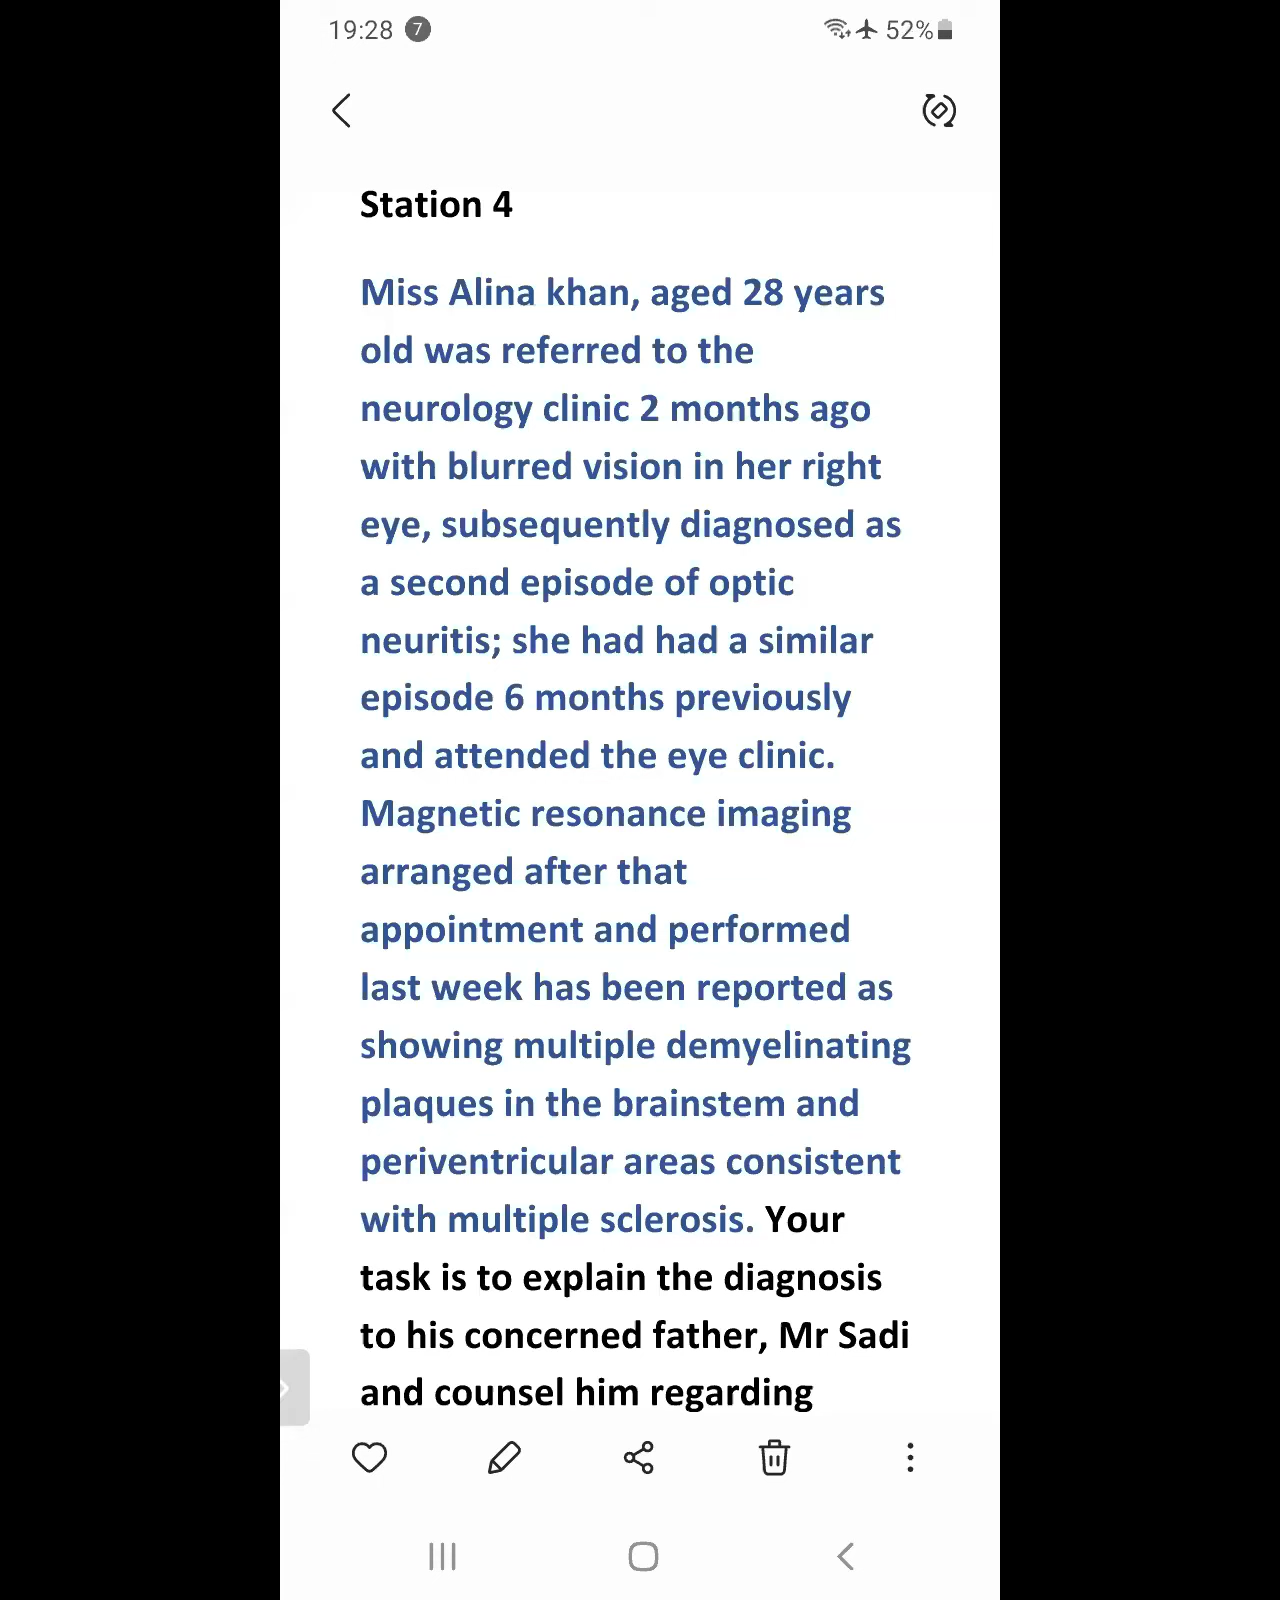 19:28 7 52%
Station 4
Miss Alina khan, aged 28 years
old was referred to the
neurology clinic 2 months ago
with blurred vision in her right
eye, subsequently diagnosed as
a second episode of optic
neuritis; she had had a similar
episode 6 months previously
and attended the eye clinic.
Magnetic resonance imaging
arranged after that
appointment and performed
last week has been reported as
showing multiple demyelinating
plaques in the brainstem and
periventricular areas consistent
with multiple sclerosis. Your
task is to explain the diagnosis
to his concerned father, Mr Sadi
and counsel him regarding